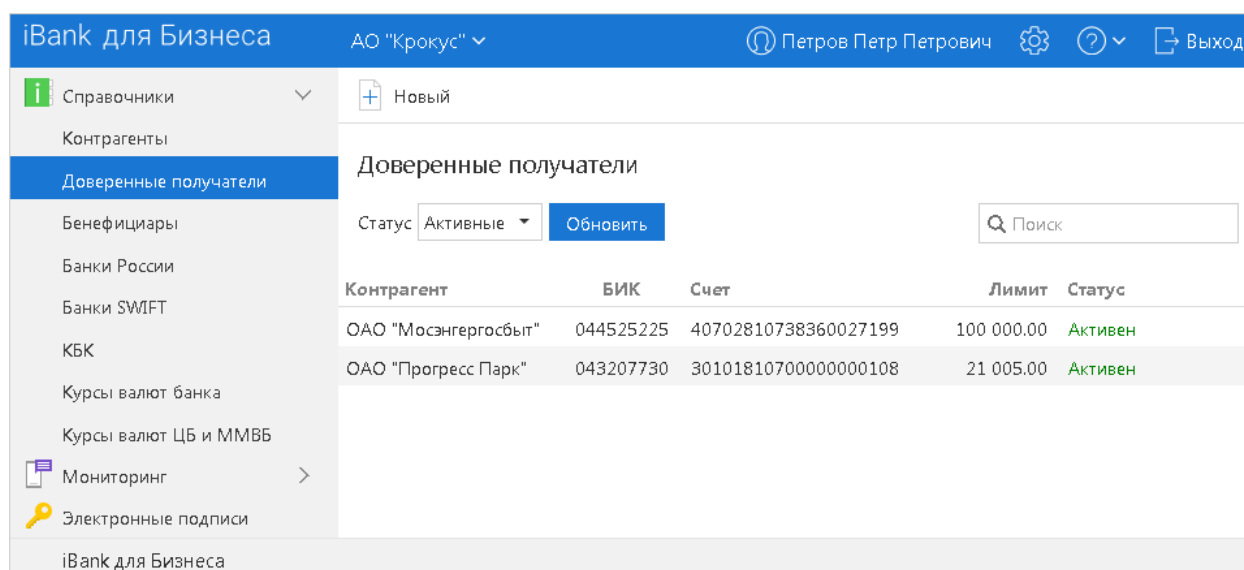 iBank для Бизнеса
АО "Крокус"
Петров Петр Петрович
Выход
Справочники
Контрагенты
Доверенные получатели
Бенефициары
Банки России
Банки SWIFT
КБК
Курсы валют банка
Курсы валют ЦБ и ММВБ
Мониторинг
Электронные подписи
iBank для Бизнеса
Новый
Доверенные получатели
Статус Активные Обновить Поиск
Контрагент БИК Счет Лимит Статус
ОАО "Мосэнгергосбыт" 044525225 40702810738360027199 100 000.00 Активен
ОАО "Прогресс Парк" 043207730 30101810700000000108 21 005.00 Активен